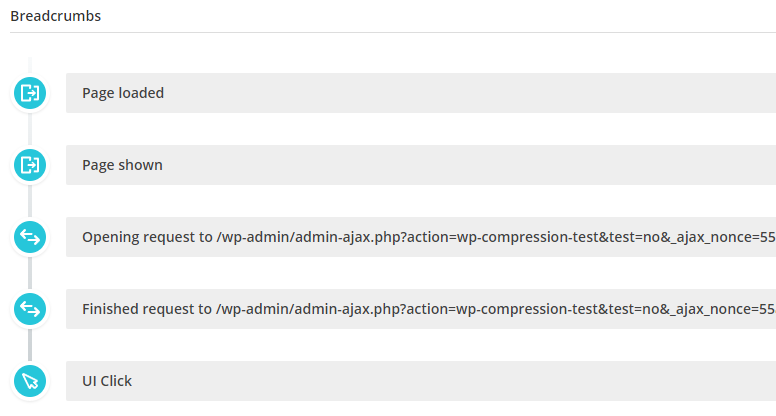 Breadcrumbs
Page loaded
Page shown
Opening request to /wp-admin/admin-ajax.php?action=wp-compression-test&test=no&_ajax_nonce=55
Finished request to /wp-admin/admin-ajax.php?action=wp-compression-test&test=no&_ajax_nonce=55
UI Click